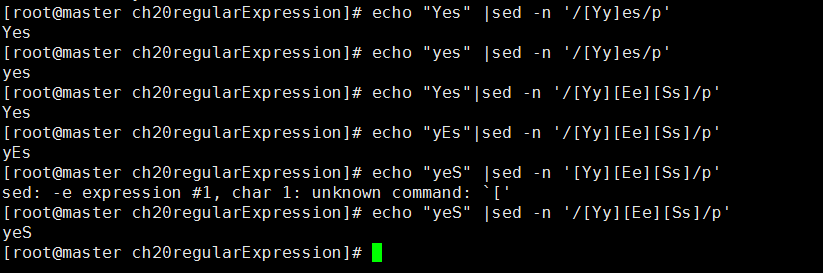 [root@master ch20regularExpression]# echo "Yes" |sed -n '/[Yy]es/p'
Yes
[root@master ch20regularExpression]# echo "yes" |sed -n '/[Yy]es/p'
yes
[root@master ch20regularExpression]# echo "Yes"|sed -n '/[Yy][Ee][Ss]/p'
Yes
[root@master ch20regularExpression]# echo "yEs"|sed -n '/[Yy][Ee][Ss]/p'
yEs
[root@master ch20regularExpression]# echo "yeS" |sed -n '[Yy][Ee][Ss]/p'
sed: -e expression #1, char 1: unknown command: `['
[root@master ch20regularExpression]# echo "yeS" |sed -n '/[Yy][Ee][Ss]/p'
yeS
[root@master ch20regularExpression]#